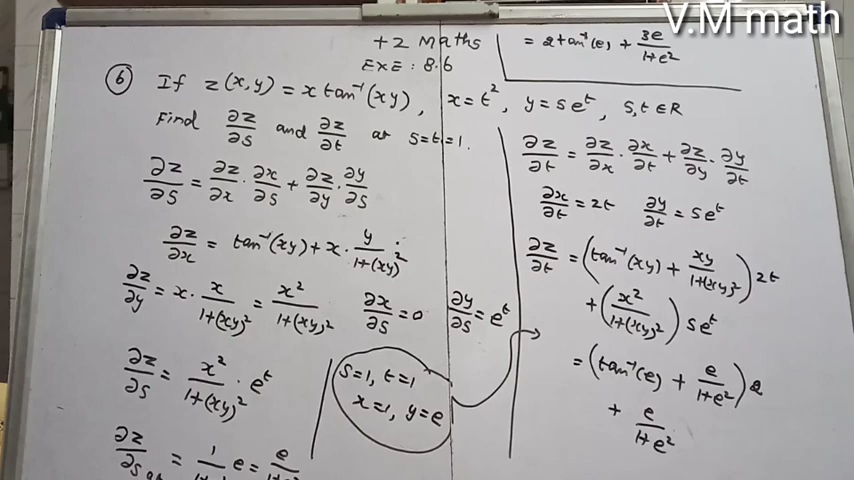 V.M math
+2 Maths
EXE: 8.6
⑥ If z(x,y) = x tan⁻¹(xy), x=t², y=se^t, s,t∈R
Find ∂z/∂s and ∂z/∂t at s=t=1.
∂z/∂s = ∂z/∂x · ∂x/∂s + ∂z/∂y · ∂y/∂s
∂z/∂x = tan⁻¹(xy) + x · y/1+(xy)²
∂z/∂y = x · x/1+(xy)² = x²/1+(xy)² ∂x/∂s = 0 ∂y/∂s = e^t
∂z/∂s = x²/1+(xy)² · e^t
s=1, t=1
x=1, y=e
∂z/∂t = ∂z/∂x · ∂x/∂t + ∂z/∂y · ∂y/∂t
∂x/∂t = 2t ∂y/∂t = se^t
∂z/∂t = (tan⁻¹(xy) + xy/1+(xy)²) 2t
+ (x²/1+(xy)²) se^t
= (tan⁻¹(e) + e/1+e²) 2
+ e/1+e²
= 2tan⁻¹(e) + 3e/1+e²